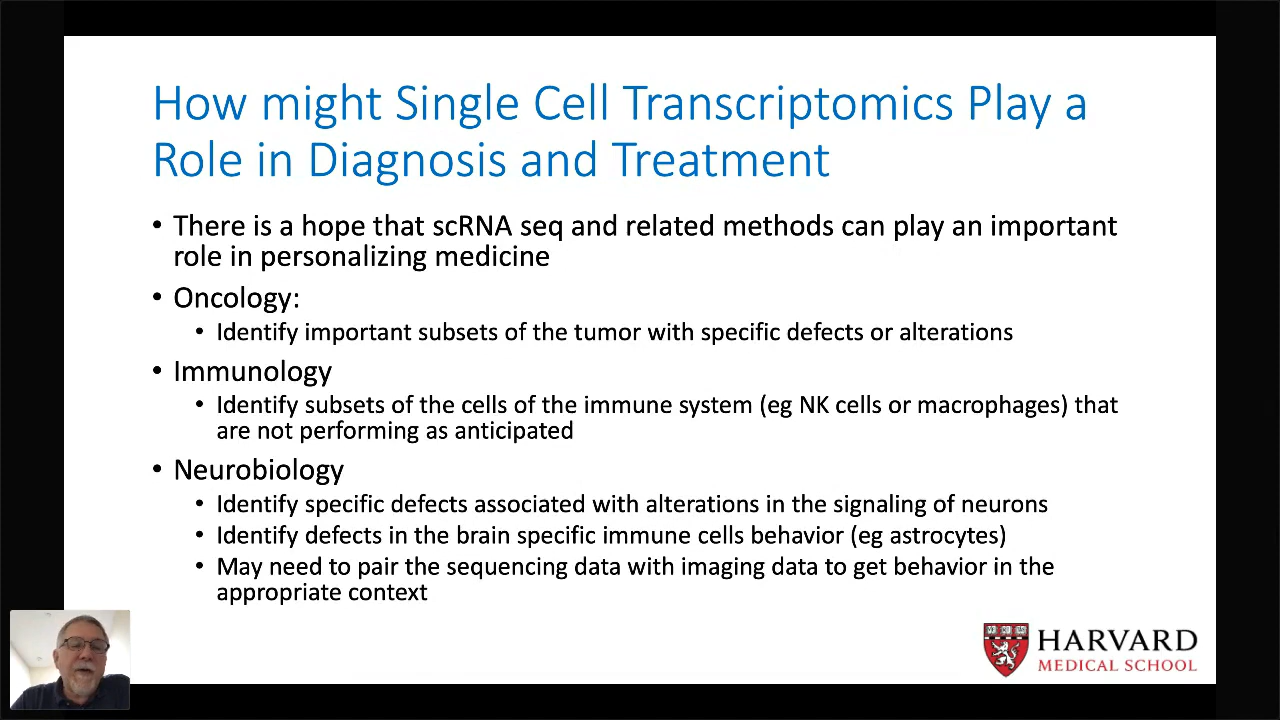 How might Single Cell Transcriptomics Play a
Role in Diagnosis and Treatment
• There is a hope that scRNA seq and related methods can play an important
role in personalizing medicine
• Oncology:
• Identify important subsets of the tumor with specific defects or alterations
• Immunology
• Identify subsets of the cells of the immune system (eg NK cells or macrophages) that
are not performing as anticipated
• Neurobiology
• Identify specific defects associated with alterations in the signaling of neurons
• Identify defects in the brain specific immune cells behavior (eg astrocytes)
• May need to pair the sequencing data with imaging data to get behavior in the
appropriate context
HARVARD
MEDICAL SCHOOL